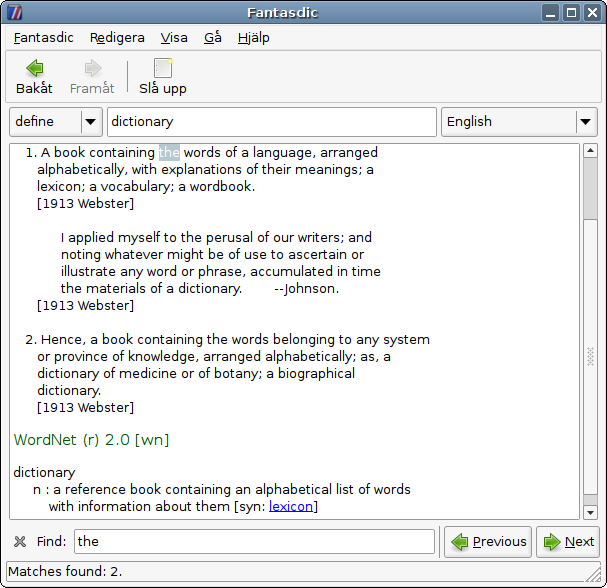 Fantasdic
Fantasdic Redigera Visa Gå Hjälp
Bakåt Framåt Slå upp
define dictionary English
1. A book containing the words of a language, arranged
alphabetically, with explanations of their meanings; a
lexicon; a vocabulary; a wordbook.
[1913 Webster]
I applied myself to the perusal of our writers; and
noting whatever might be of use to ascertain or
illustrate any word or phrase, accumulated in time
the materials of a dictionary. --Johnson.
[1913 Webster]
2. Hence, a book containing the words belonging to any system
or province of knowledge, arranged alphabetically; as, a
dictionary of medicine or of botany; a biographical
dictionary.
[1913 Webster]
WordNet (r) 2.0 [wn]
dictionary
n : a reference book containing an alphabetical list of words
with information about them [syn: lexicon]
Find: the Previous Next
Matches found: 2.